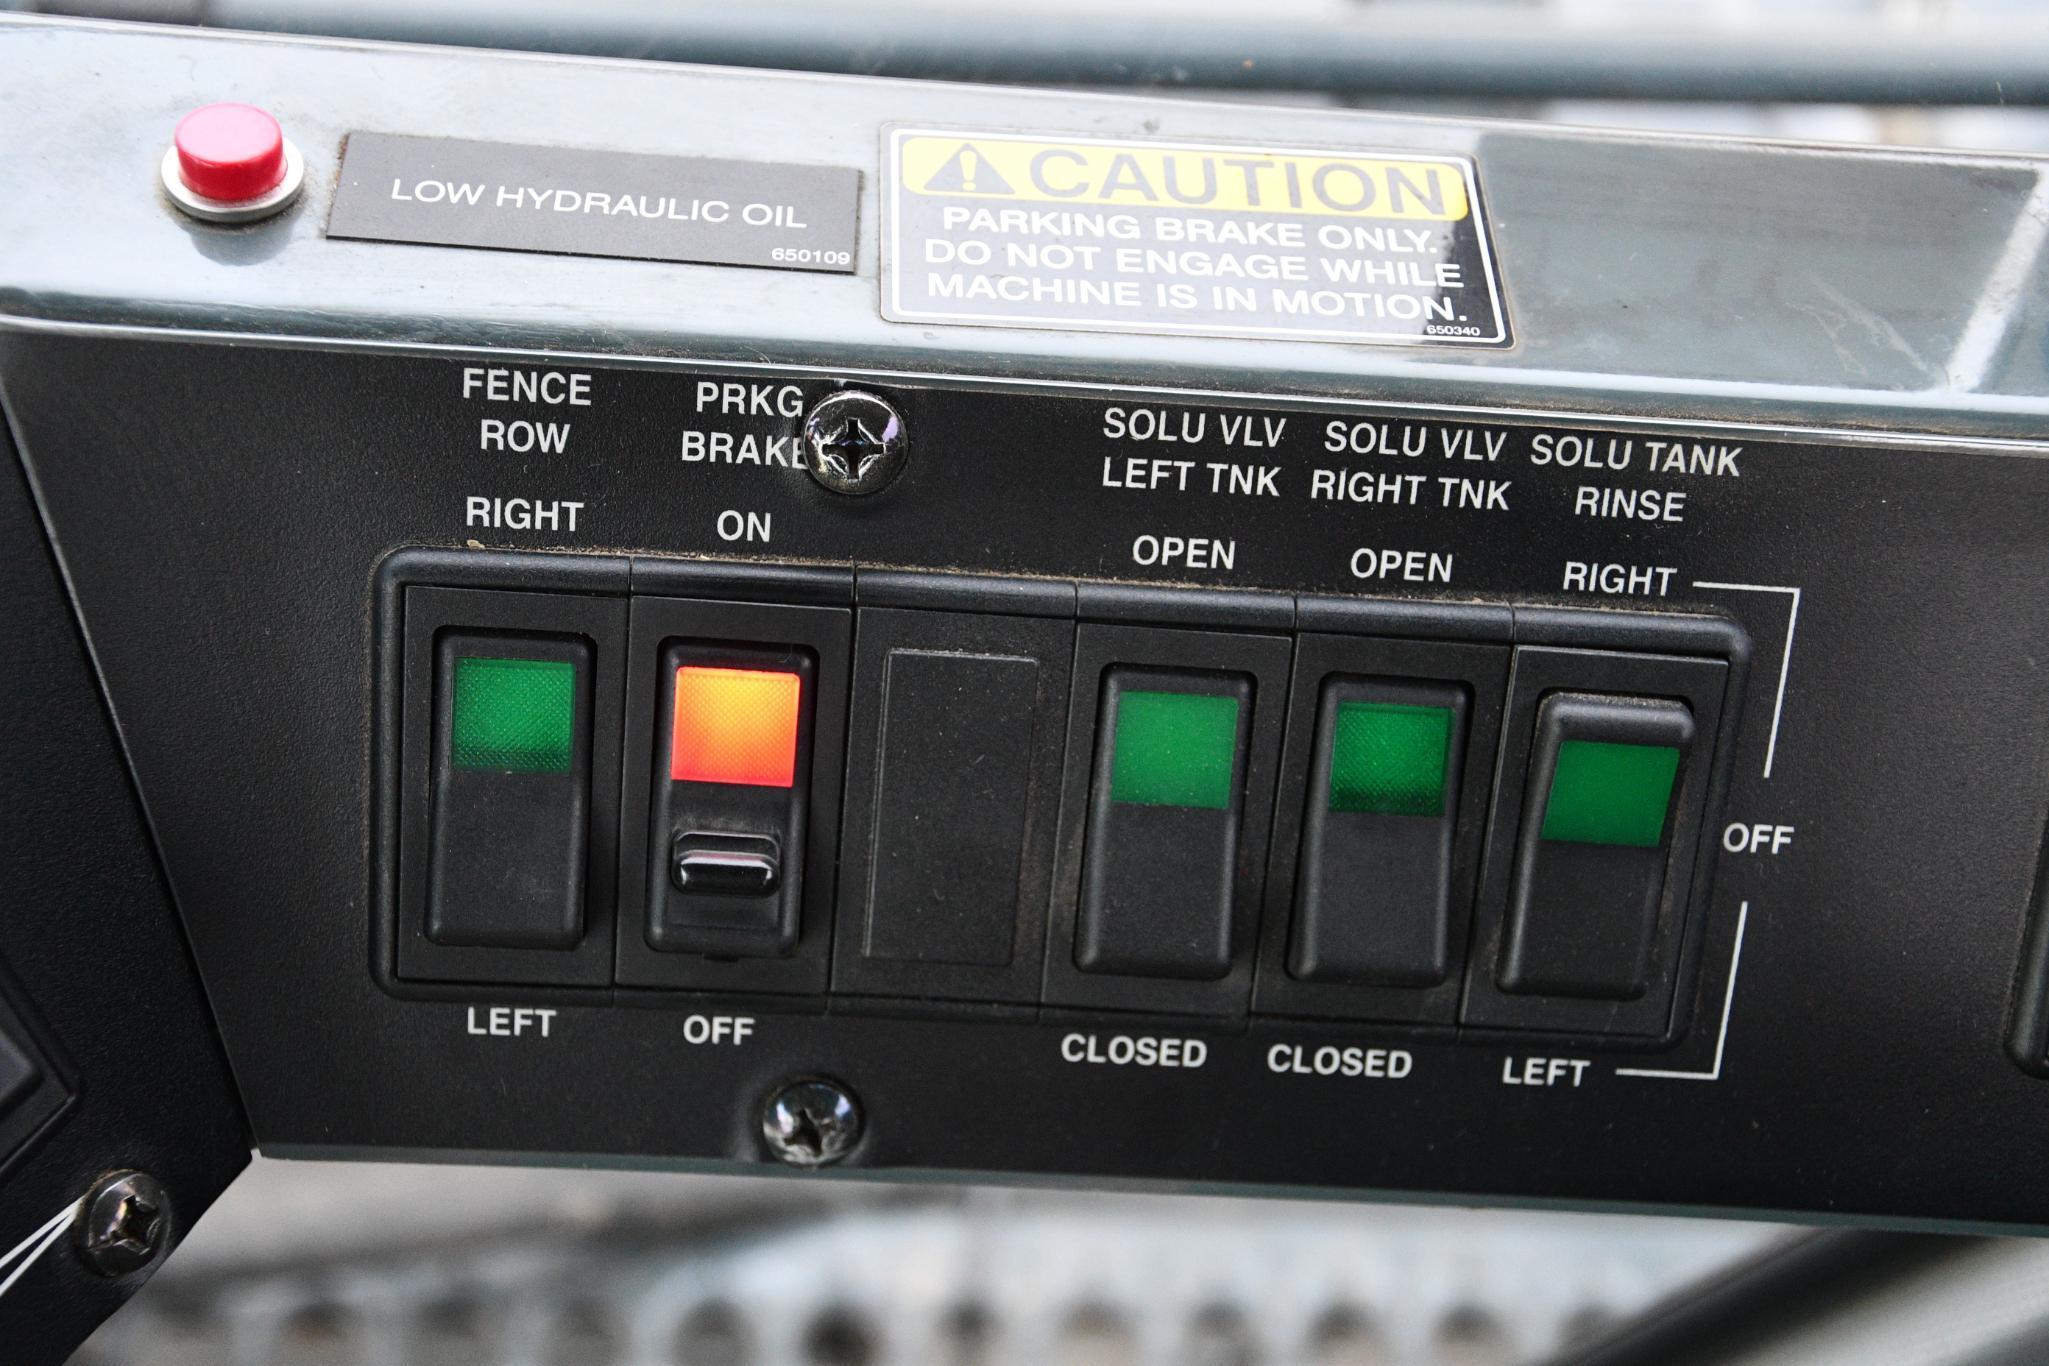 LOW HYDRAULIC OIL
650109
CAUTION
PARKING BRAKE ONLY.
DO NOT ENGAGE WHILE
MACHINE IS IN MOTION.
650340
FENCE
ROW
RIGHT
LEFT
PRKG
BRAKE
ON
OFF
SOLU VLV
LEFT TNK
OPEN
CLOSED
SOLU VLV
RIGHT TNK
OPEN
CLOSED
SOLU TANK
RINSE
RIGHT
OFF
LEFT